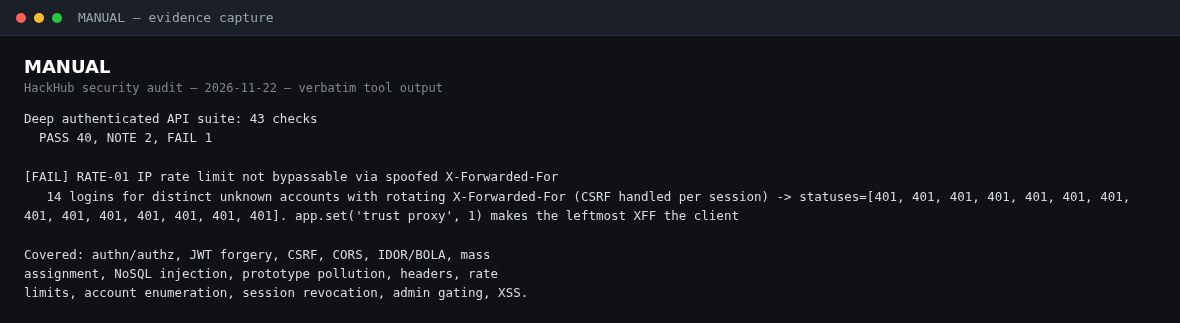 MANUAL — evidence capture
MANUAL
HackHub security audit — 2026-11-22 — verbatim tool output
Deep authenticated API suite: 43 checks
  PASS 40, NOTE 2, FAIL 1
[FAIL] RATE-01 IP rate limit not bypassable via spoofed X-Forwarded-For
   14 logins for distinct unknown accounts with rotating X-Forwarded-For (CSRF handled per session) -> statuses=[401, 401, 401, 401, 401, 401, 401,
401, 401, 401, 401, 401, 401, 401]. app.set('trust proxy', 1) makes the leftmost XFF the client
Covered: authn/authz, JWT forgery, CSRF, CORS, IDOR/BOLA, mass
assignment, NoSQL injection, prototype pollution, headers, rate
limits, account enumeration, session revocation, admin gating, XSS.